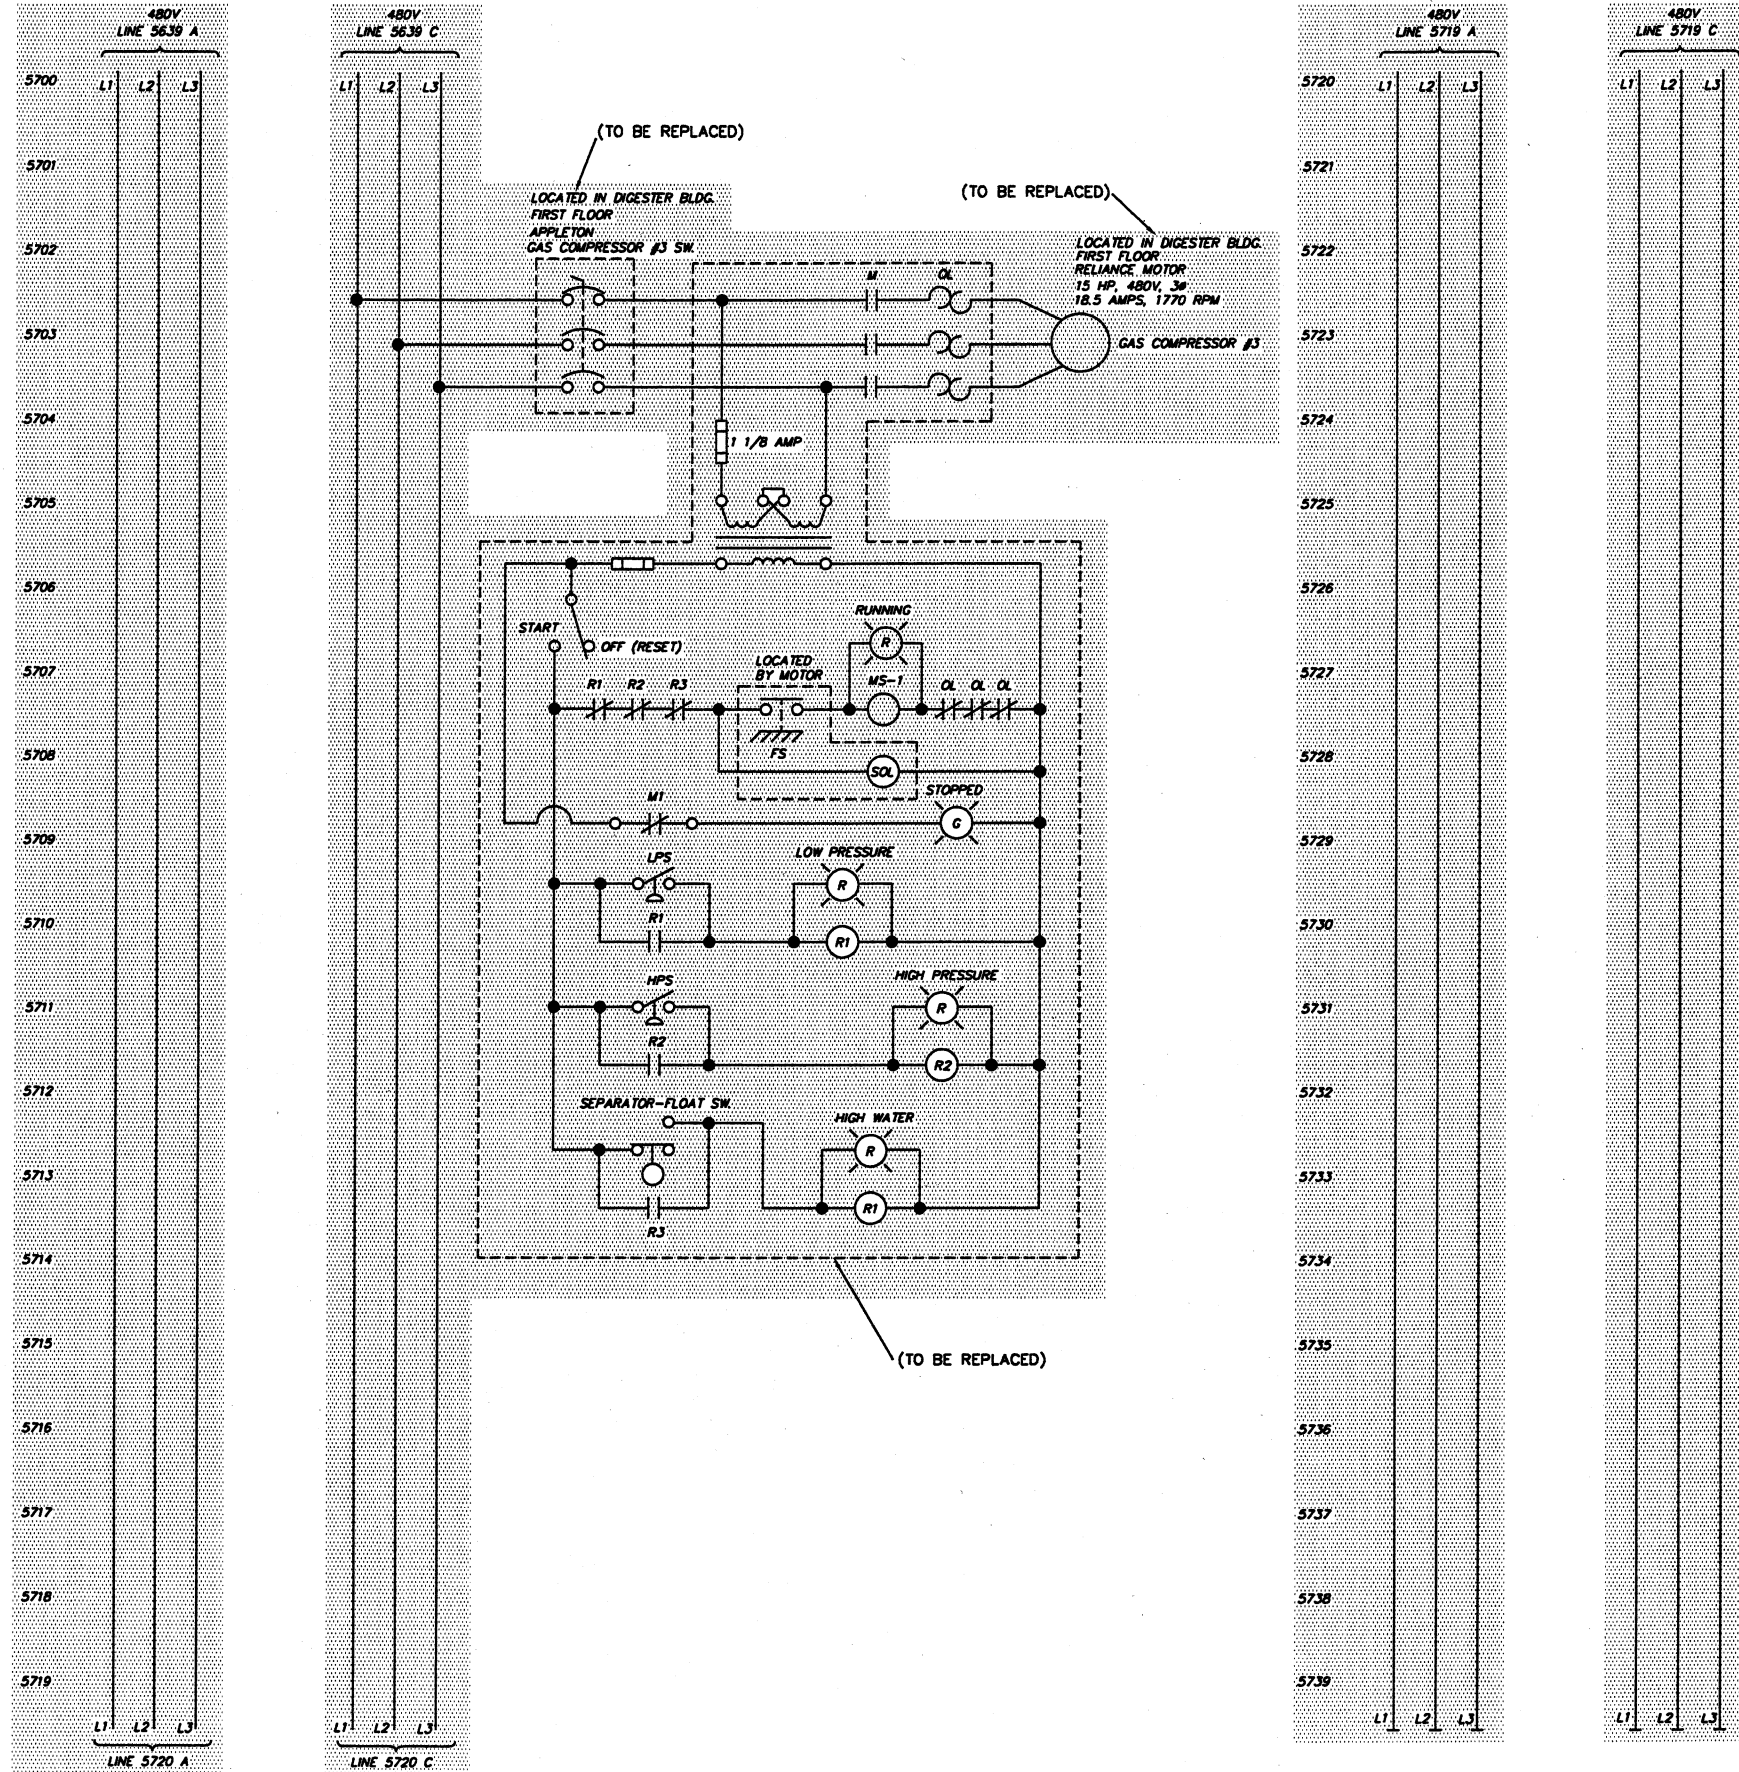 480V
LINE 5639 A
L1 L2 L3
480V
LINE 5639 C
L1 L2 L3
480V
LINE 5719 A
L1 L2 L3
480V
LINE 5719 C
L1 L2 L3
5700
5701
5702
5703
5704
5705
5706
5707
5708
5709
5710
5711
5712
5713
5714
5715
5716
5717
5718
5719
(TO BE REPLACED)
LOCATED IN DIGESTER BLDG.
FIRST FLOOR
APPLETON
GAS COMPRESSOR #3 SW.
(TO BE REPLACED)
LOCATED IN DIGESTER BLDG.
FIRST FLOOR
RELIANCE MOTOR
15 HP, 480V, 3ø
18.5 AMPS, 1770 RPM
M OL
GAS COMPRESSOR #3
1 1/8 AMP
RUNNING
R
START
OFF (RESET)
LOCATED
BY MOTOR
R1 R2 R3
MS-1
OL OL OL
FS
SOL
STOPPED
M1
G
LPS
LOW PRESSURE
R
R1
R1
HPS
HIGH PRESSURE
R
R2
R2
SEPARATOR-FLOAT SW.
HIGH WATER
R
R1
R3
(TO BE REPLACED)
5720
5721
5722
5723
5724
5725
5726
5727
5728
5729
5730
5731
5732
5733
5734
5735
5736
5737
5738
5739
L1 L2 L3
LINE 5720 A
L1 L2 L3
LINE 5720 C
L1 L2 L3
L1 L2 L3